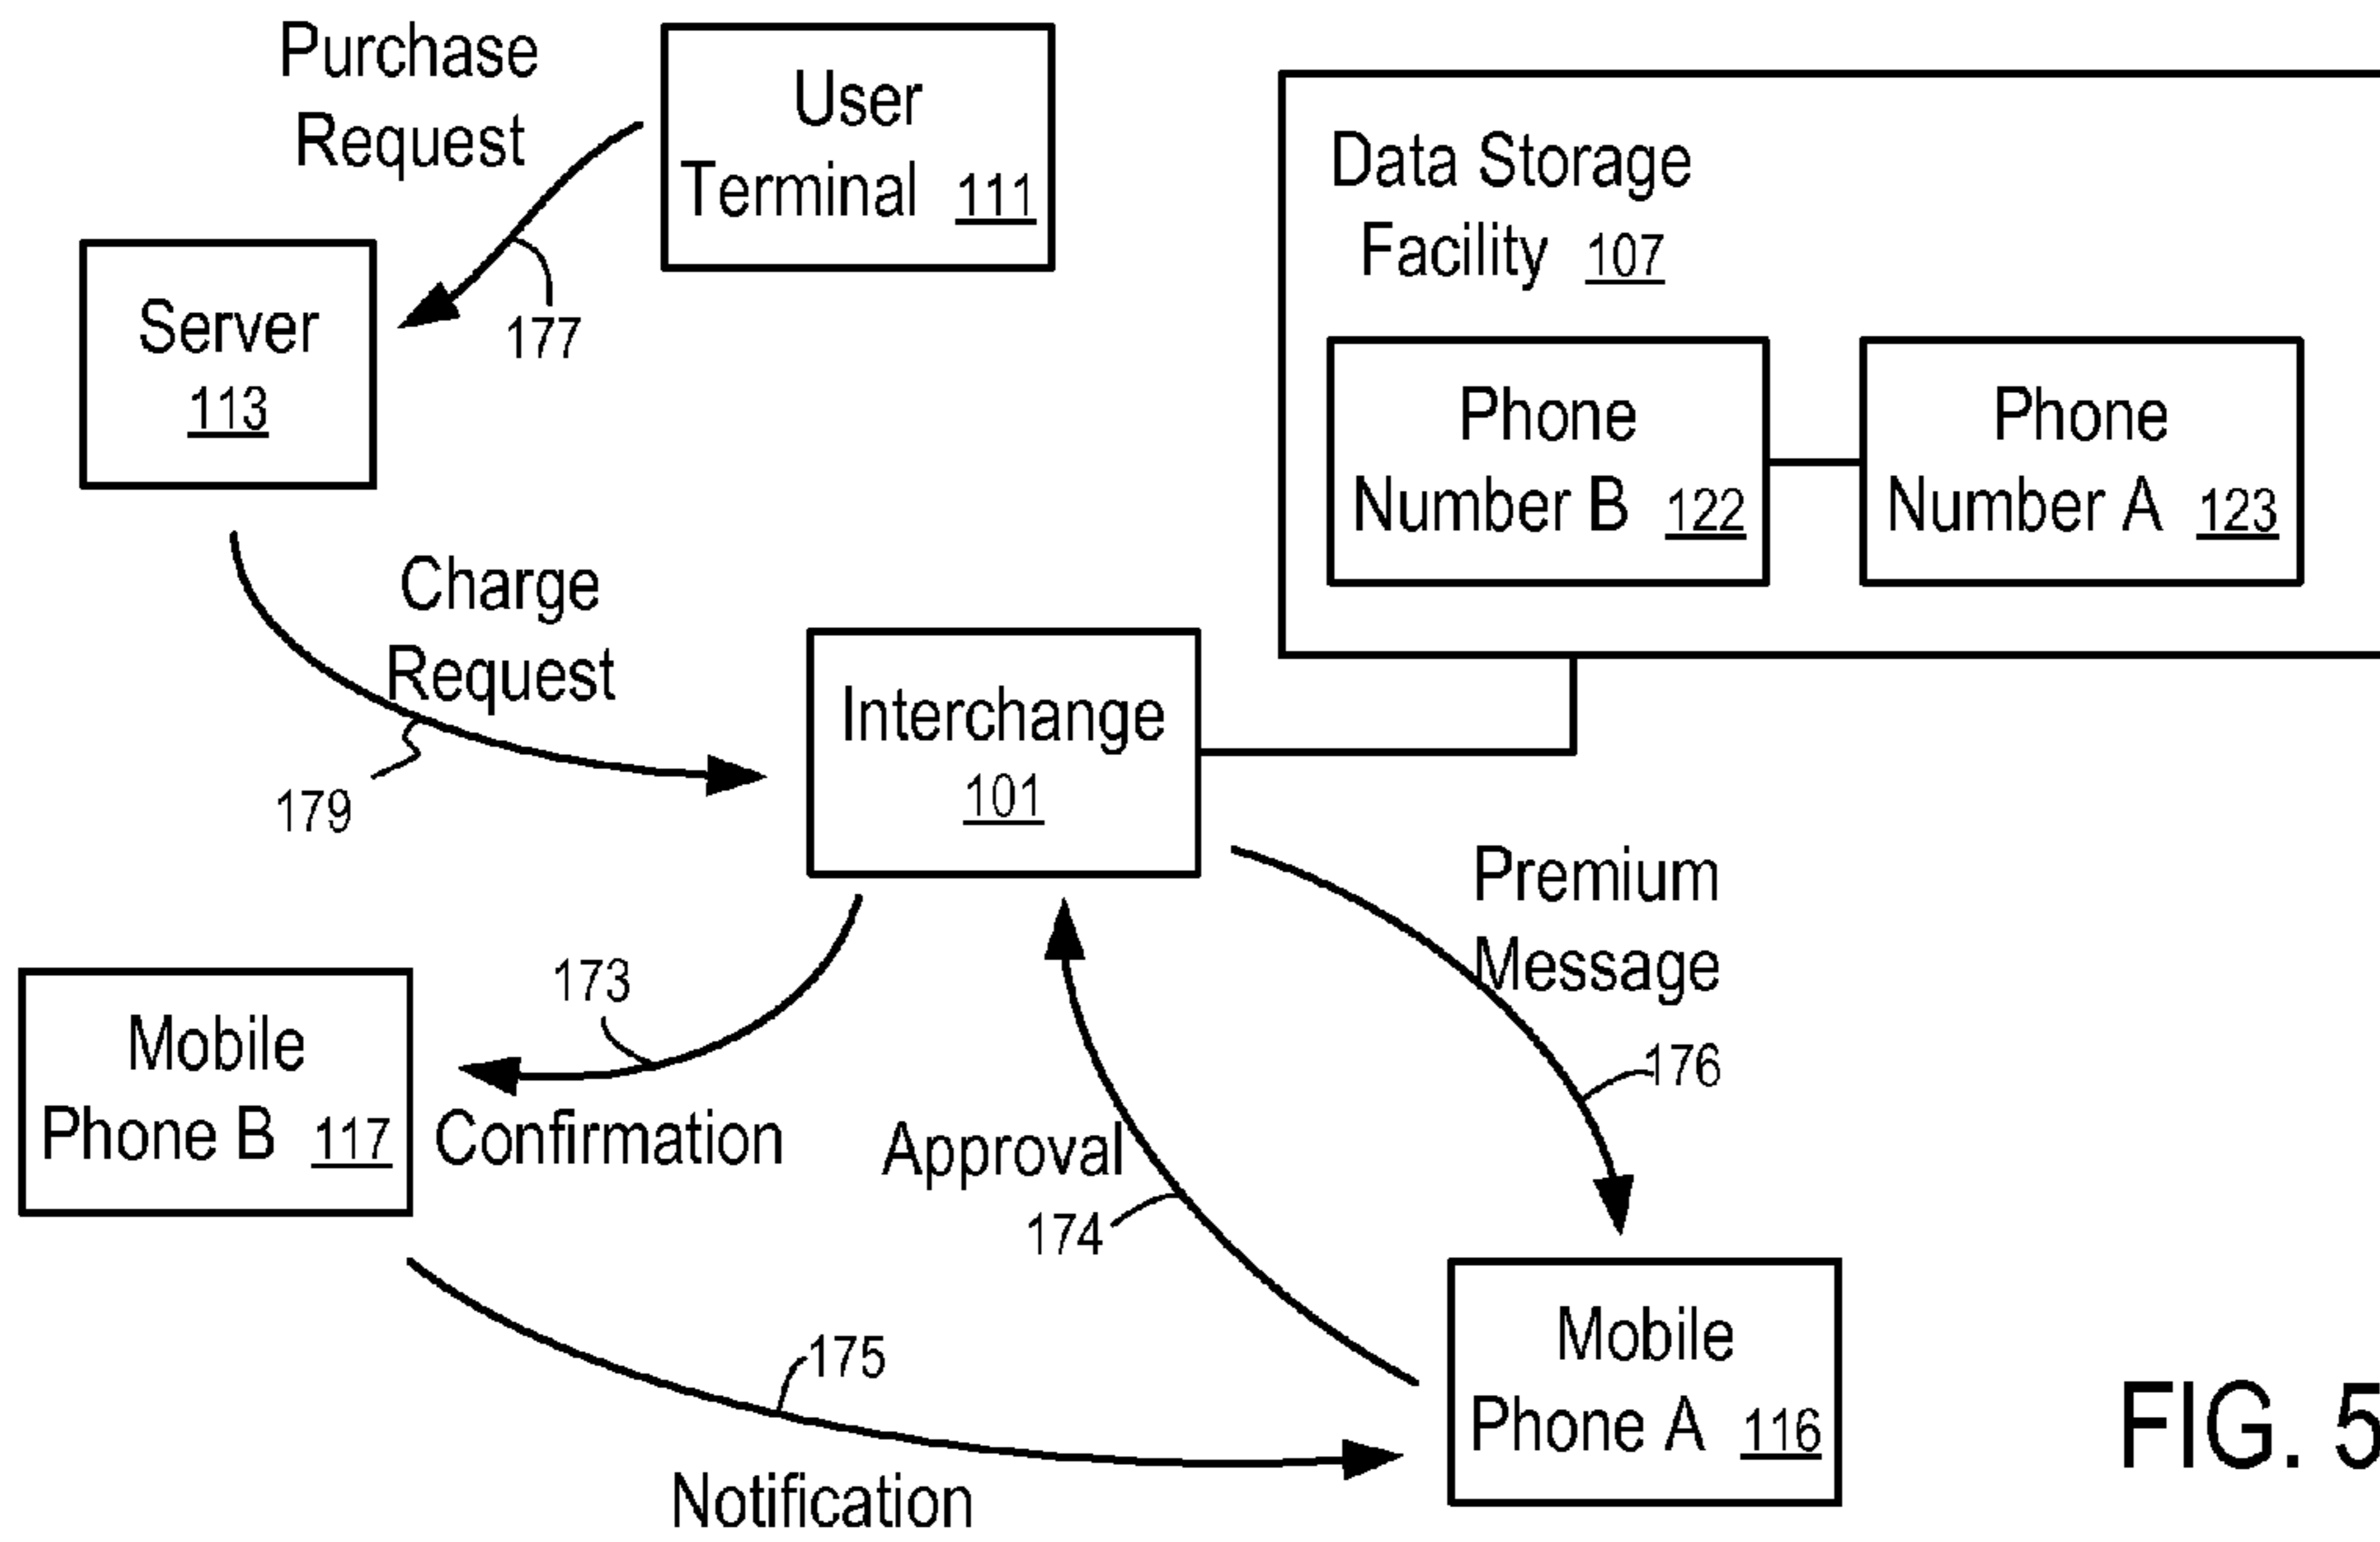 Purchase
Request
User
Terminal 111
177
Server
113
Data Storage
Facility 107
Phone
Number B 122
Phone
Number A 123
Charge
Request
179
Interchange
101
Premium
Message
176
173
Mobile
Phone B 117
Confirmation
Approval
174
175
Notification
Mobile
Phone A 116
FIG. 5